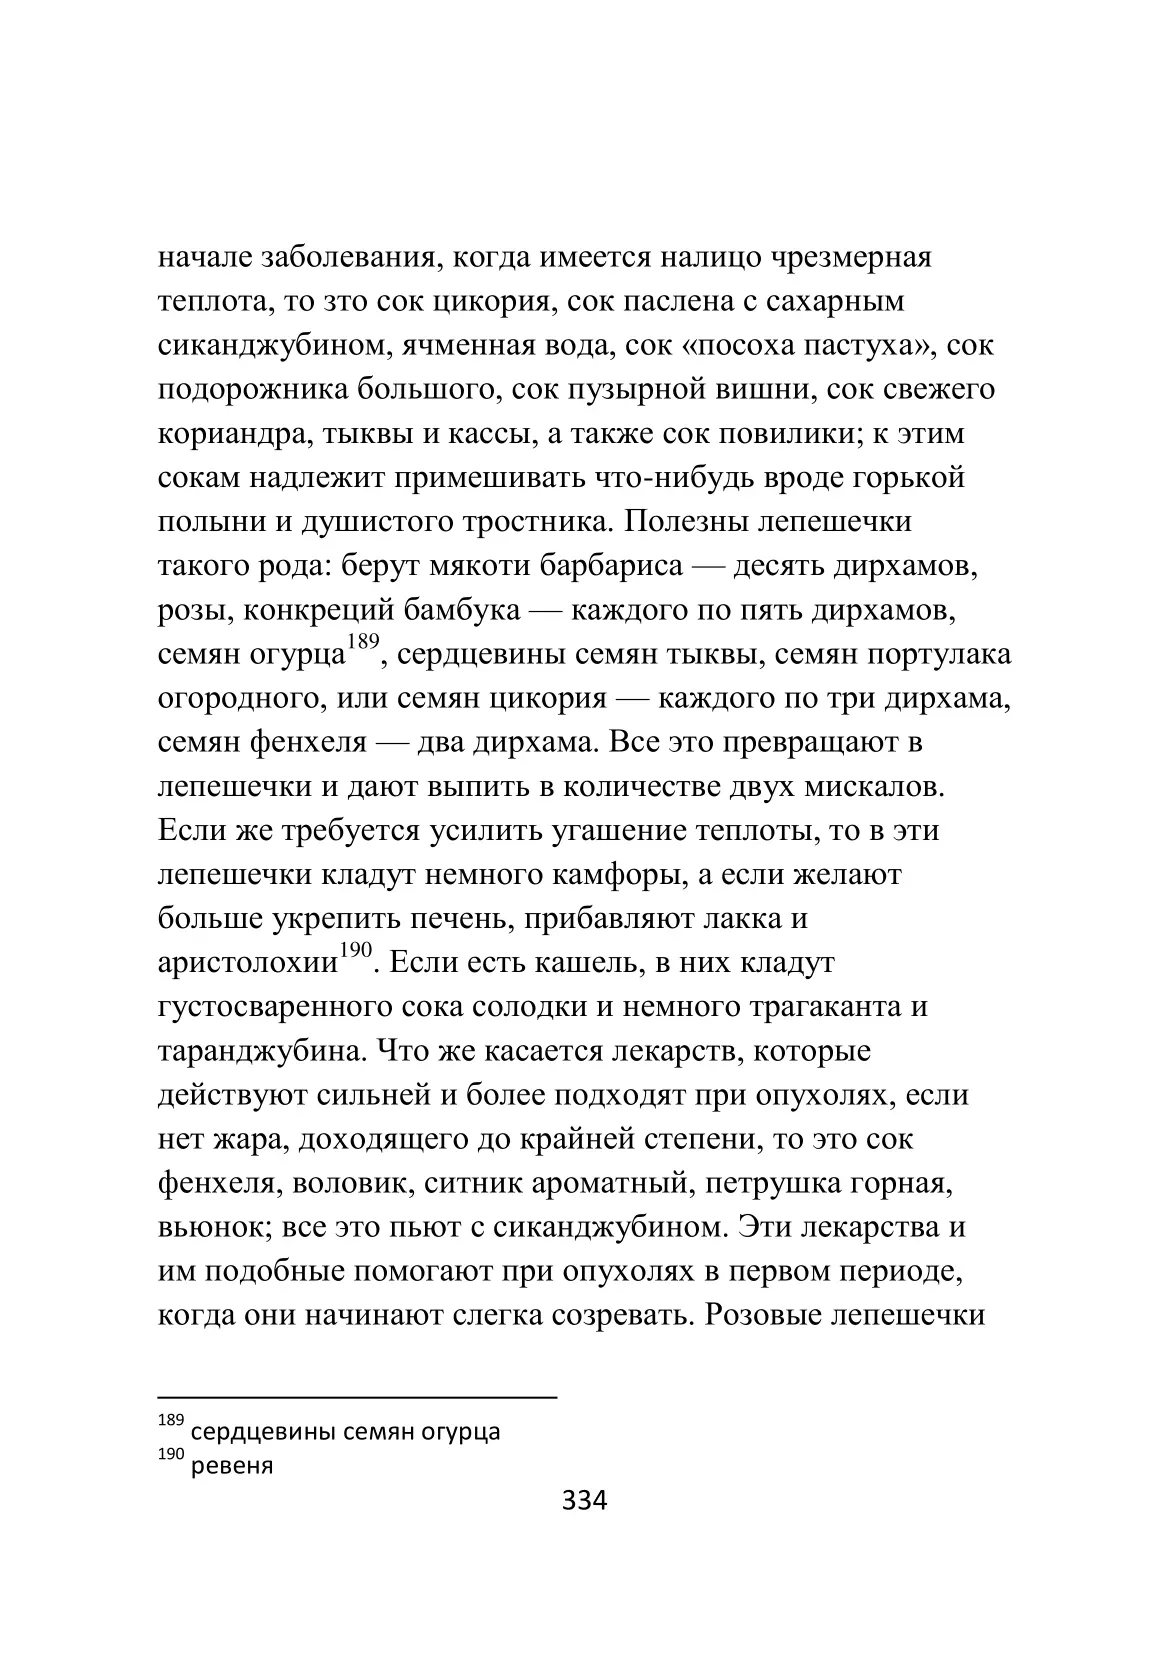 начале заболевания, когда имеется налицо чрезмерная
теплота, то зто сок цикория, сок паслена с сахарным
сиканджубином, ячменная вода, сок «посоха пастуха», сок
подорожника большого, сок пузырной вишни, сок свежего
кориандра, тыквы и кассы, а также сок повилики; к этим
сокам надлежит примешивать что-нибудь вроде горькой
полыни и душистого тростника. Полезны лепешечки
такого рода: берут мякоти барбариса — десять дирхамов,
розы, конкреций бамбука — каждого по пять дирхамов,
семян огурца189, сердцевины семян тыквы, семян портулака
огородного, или семян цикория — каждого по три дирхама,
семян фенхеля — два дирхама. Все это превращают в
лепешечки и дают выпить в количестве двух мискалов.
Если же требуется усилить угашение теплоты, то в эти
лепешечки кладут немного камфоры, а если желают
больше укрепить печень, прибавляют лакка и
аристолохии190. Если есть кашель, в них кладут
густосваренного сока солодки и немного трагаканта и
таранджубина. Что же касается лекарств, которые
действуют сильней и более подходят при опухолях, если
нет жара, доходящего до крайней степени, то это сок
фенхеля, воловик, ситник ароматный, петрушка горная,
вьюнок; все это пьют с сиканджубином. Эти лекарства и
им подобные помогают при опухолях в первом периоде,
когда они начинают слегка созревать. Розовые лепешечки
189 сердцевины семян огурца
190 ревеня
334